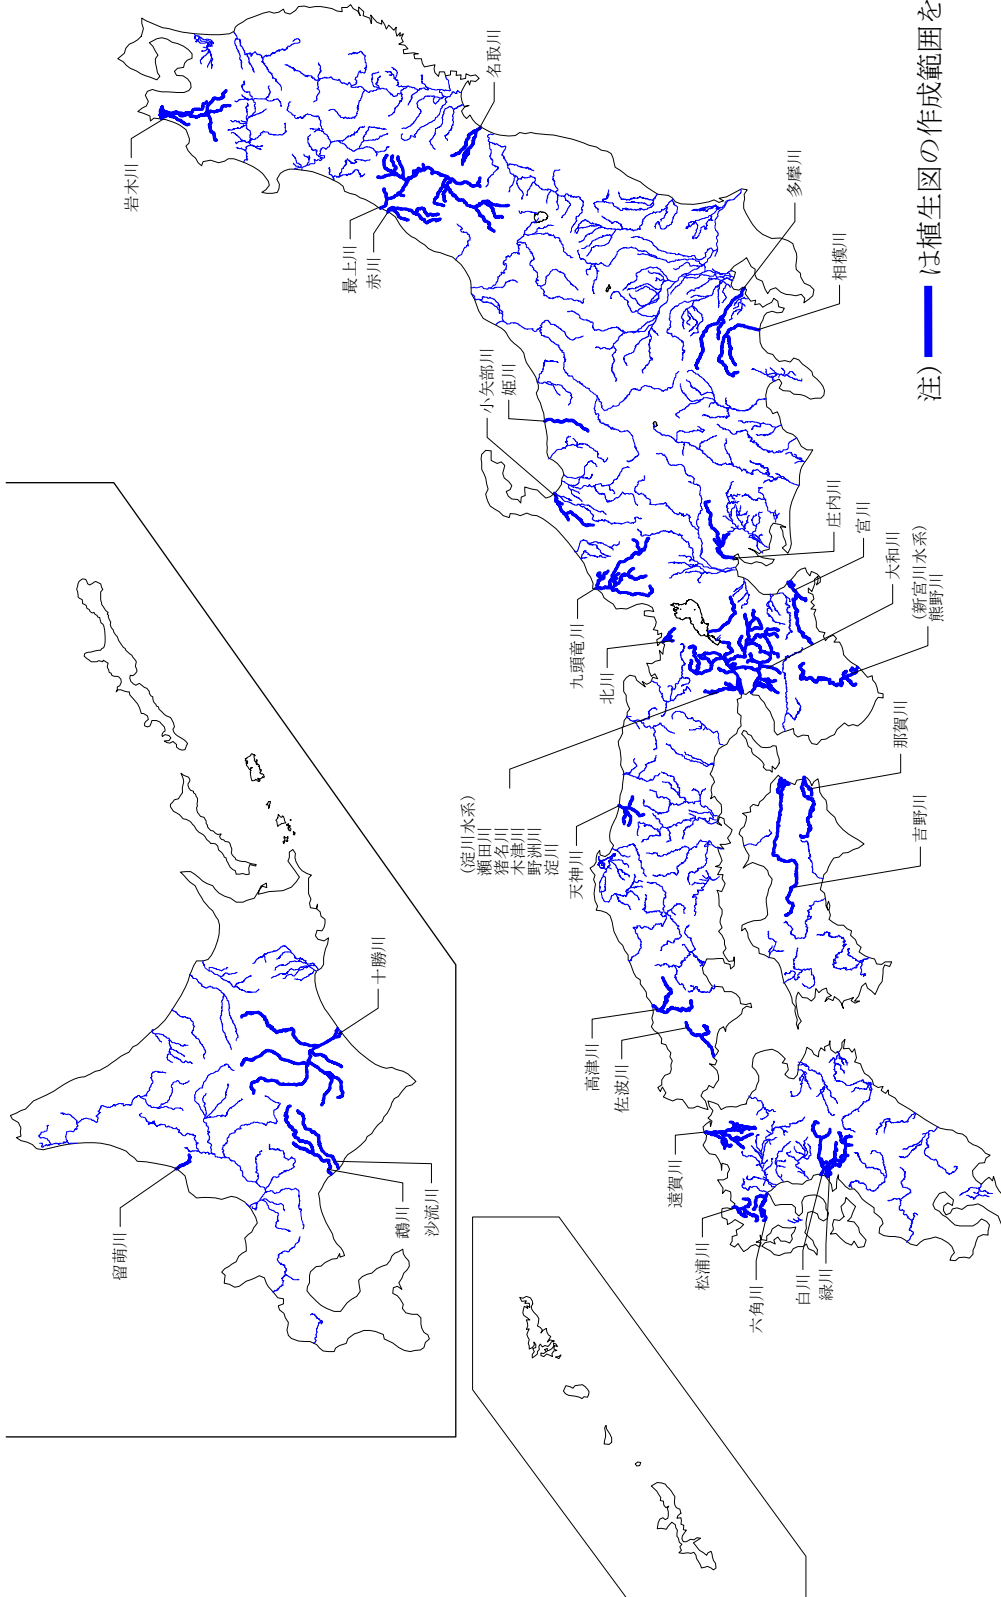 岩木川
最上川
赤川
名取川
多摩川
相模川
小矢部川
姫川
庄内川
宮川
大和川
(新宮川水系)
熊野川
九頭竜川
北川
(淀川水系)
瀬田川
猪名川
木津川
野洲川
淀川
天神川
那賀川
吉野川
高津川
佐波川
遠賀川
松浦川
六角川
白川
緑川
十勝川
留萌川
鵡川
沙流川
注) は植生図の作成範囲を